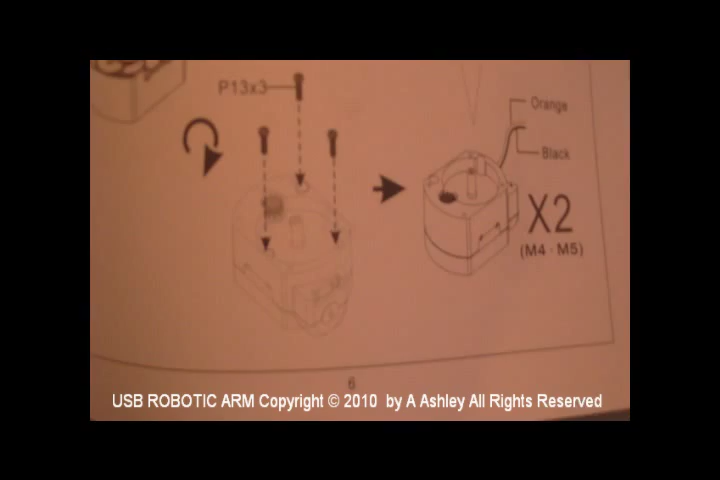 P13x3
Orange
Black
X2
(M4 · M5)
6
USB ROBOTIC ARM Copyright © 2010 by A Ashley All Rights Reserved